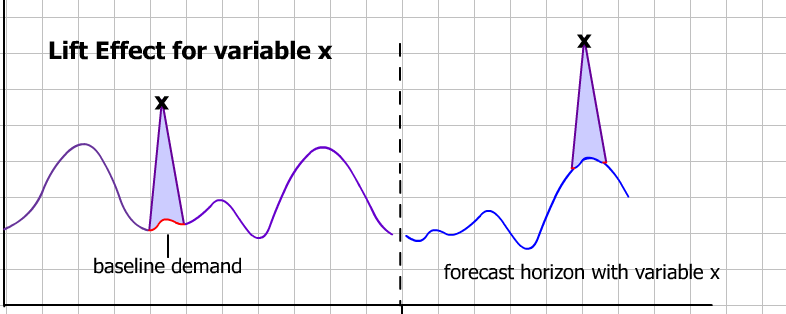 Lift Effect for variable x
x
x
baseline demand
forecast horizon with variable x